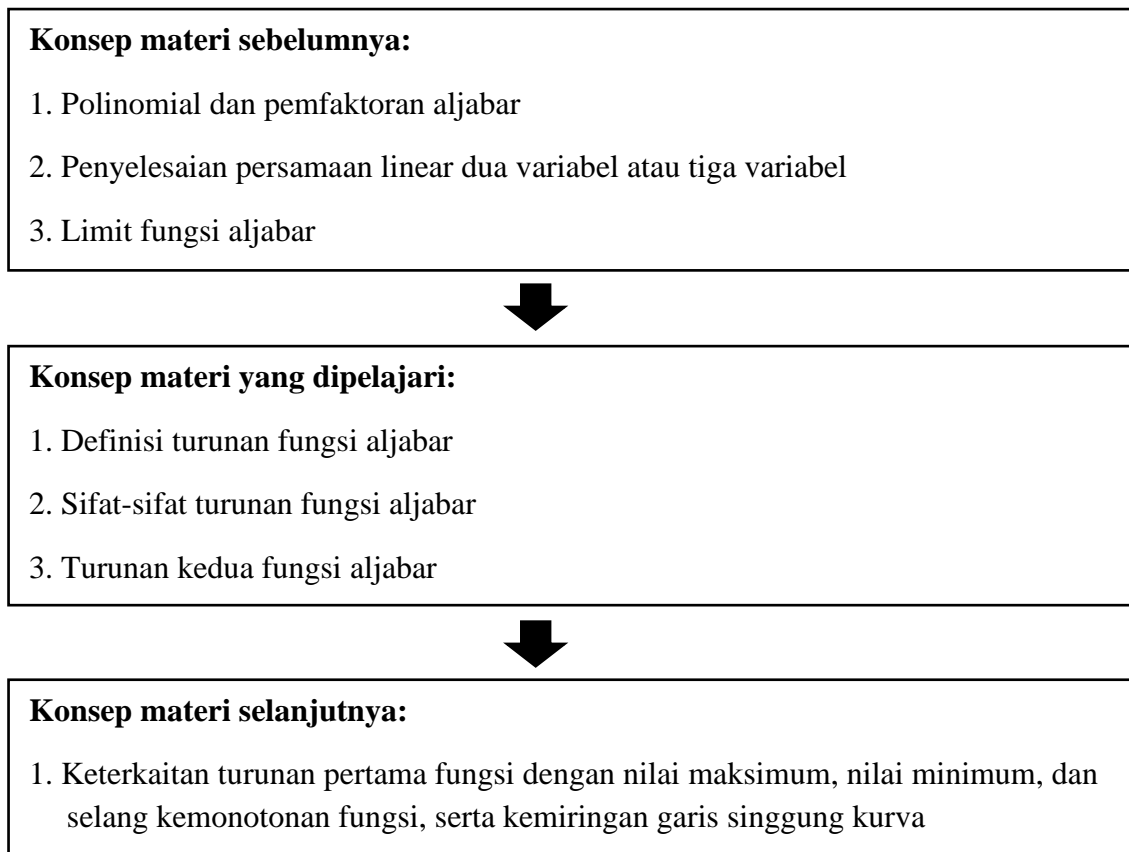 Konsep materi sebelumnya:
1. Polinomial dan pemfaktoran aljabar
2. Penyelesaian persamaan linear dua variabel atau tiga variabel
3. Limit fungsi aljabar
Konsep materi yang dipelajari:
1. Definisi turunan fungsi aljabar
2. Sifat-sifat turunan fungsi aljabar
3. Turunan kedua fungsi aljabar
Konsep materi selanjutnya:
1. Keterkaitan turunan pertama fungsi dengan nilai maksimum, nilai minimum, dan
selang kemonotonan fungsi, serta kemiringan garis singgung kurva